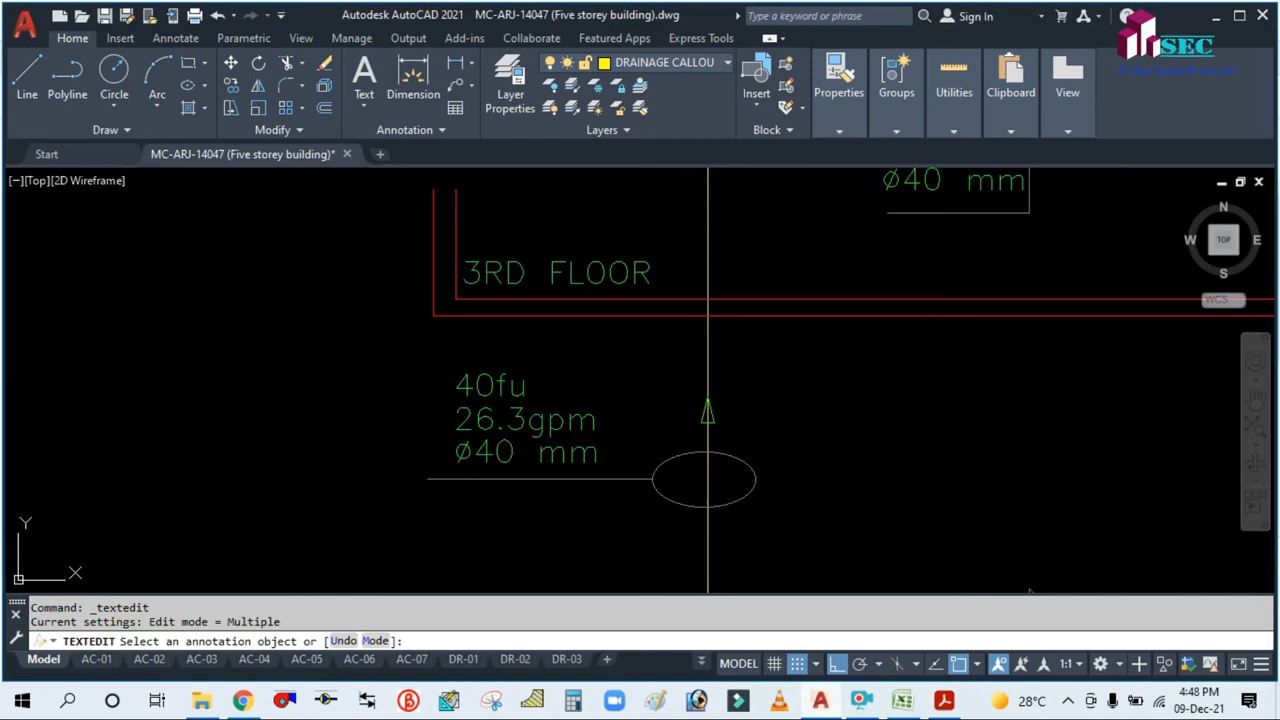 Autodesk AutoCAD 2021 MC-ARJ-14047 (Five storey building).dwg Type a keyword or phrase Sign In
SEC
Home Insert Annotate Parametric View Manage Output Add-ins Collaborate Featured Apps Express Tools
DRAINAGE CALLOU
Line Polyline Circle Arc Text Dimension Layer Properties Insert Properties Groups Utilities Clipboard View
Draw Modify Annotation Layers Block
Start MC-ARJ-14047 (Five storey building)*
[−][Top][2D Wireframe]
ø40 mm
N
W TOP E
S
WCS
3RD FLOOR
40fu
26.3gpm
ø40 mm
Y
X
Command: _textedit
Current settings: Edit mode = Multiple
TEXTEDIT Select an annotation object or [Undo Mode]:
Model AC-01 AC-02 AC-03 AC-04 AC-05 AC-06 AC-07 DR-01 DR-02 DR-03 MODEL 1:1
28°C 4:48 PM
09-Dec-21